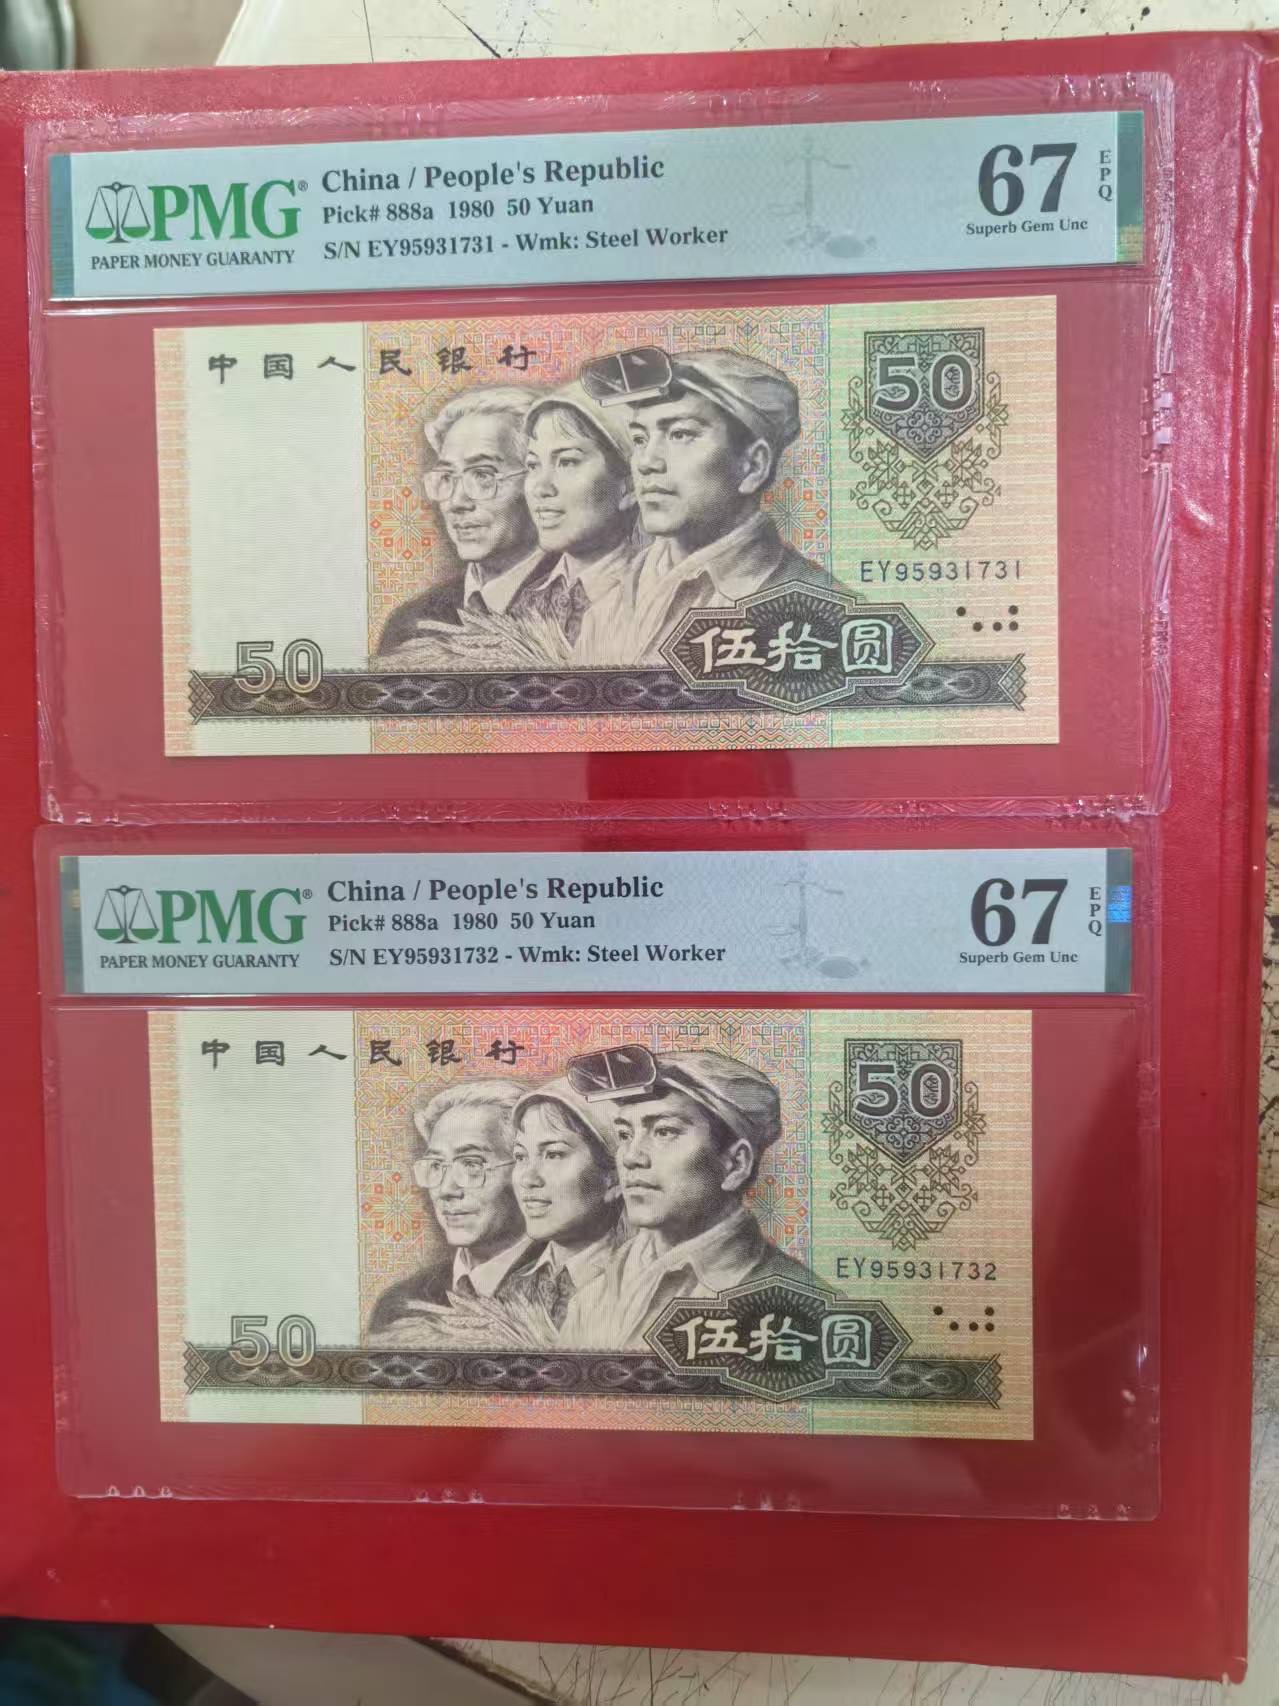 PMG®
PAPER MONEY GUARANTY
China / People's Republic
Pick# 888a 1980 50 Yuan
S/N EY95931731 - Wmk: Steel Worker
67
EPQ
Superb Gem Unc
中国人民银行
50
EY95931731
50
伍拾圆
PMG®
PAPER MONEY GUARANTY
China / People's Republic
Pick# 888a 1980 50 Yuan
S/N EY95931732 - Wmk: Steel Worker
67
EPQ
Superb Gem Unc
中国人民银行
50
EY95931732
50
伍拾圆